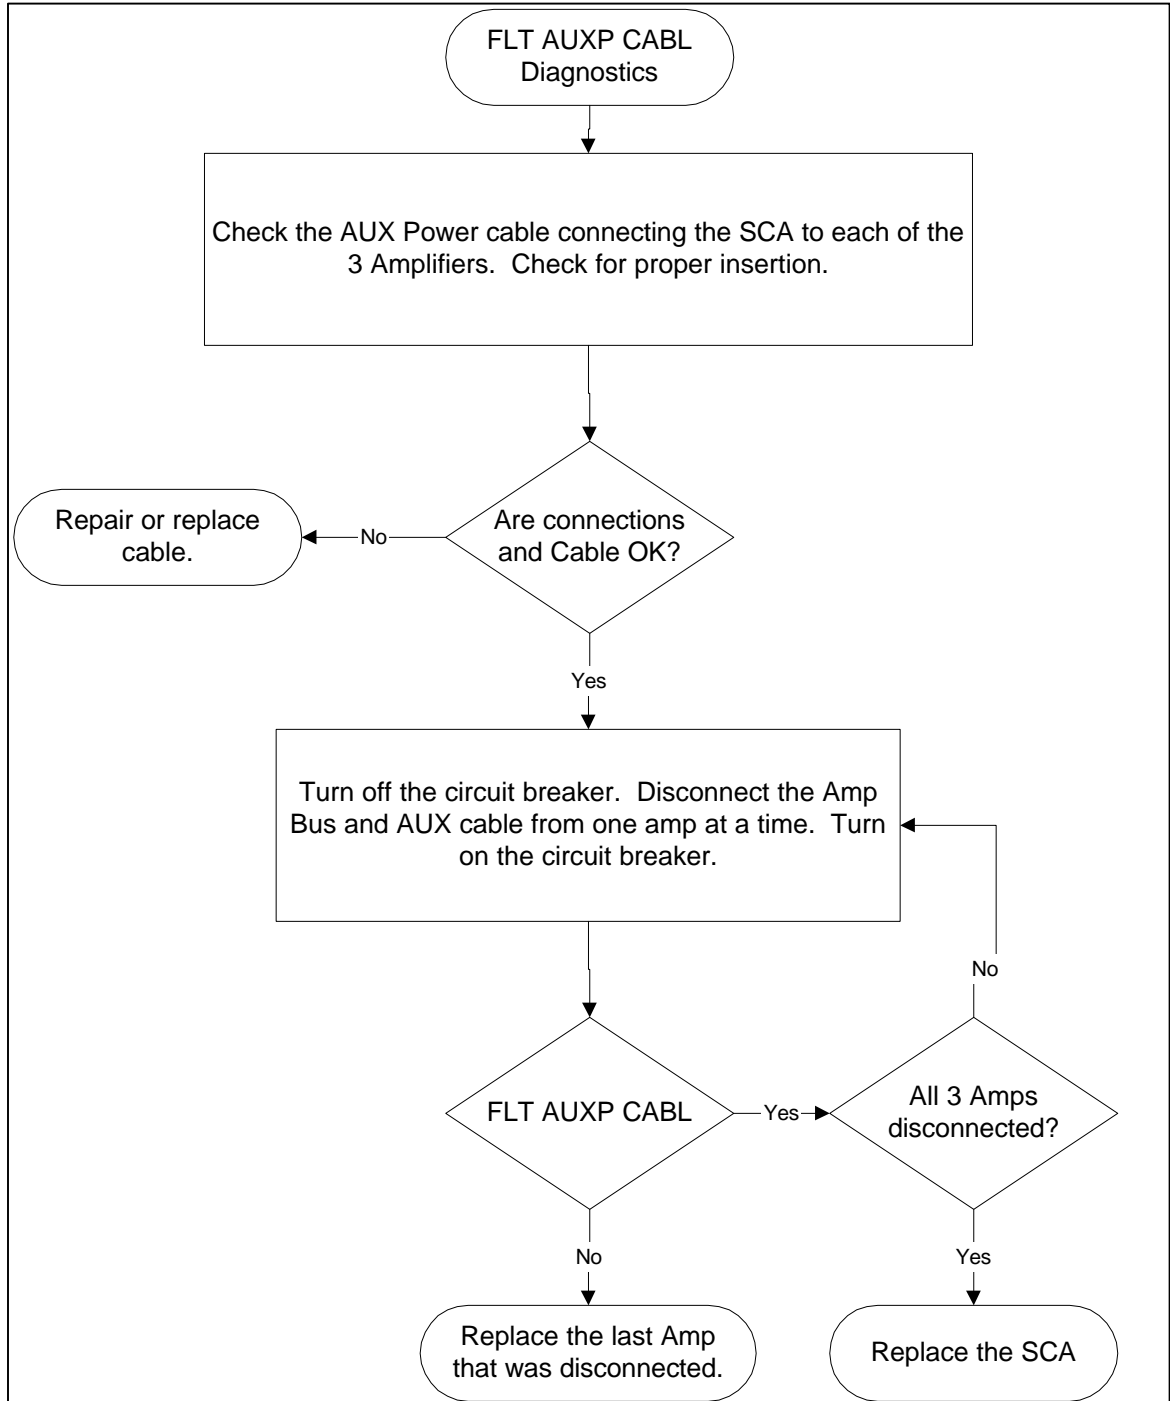 FLT AUXP CABL
Diagnostics
Check the AUX Power cable connecting the SCA to each of the
3 Amplifiers.  Check for proper insertion.
Are connections
and Cable OK?
No
Repair or replace
cable.
Yes
Turn off the circuit breaker.  Disconnect the Amp
Bus and AUX cable from one amp at a time.  Turn
on the circuit breaker.
No
FLT AUXP CABL
Yes
All 3 Amps
disconnected?
No
Yes
Replace the last Amp
that was disconnected.
Replace the SCA